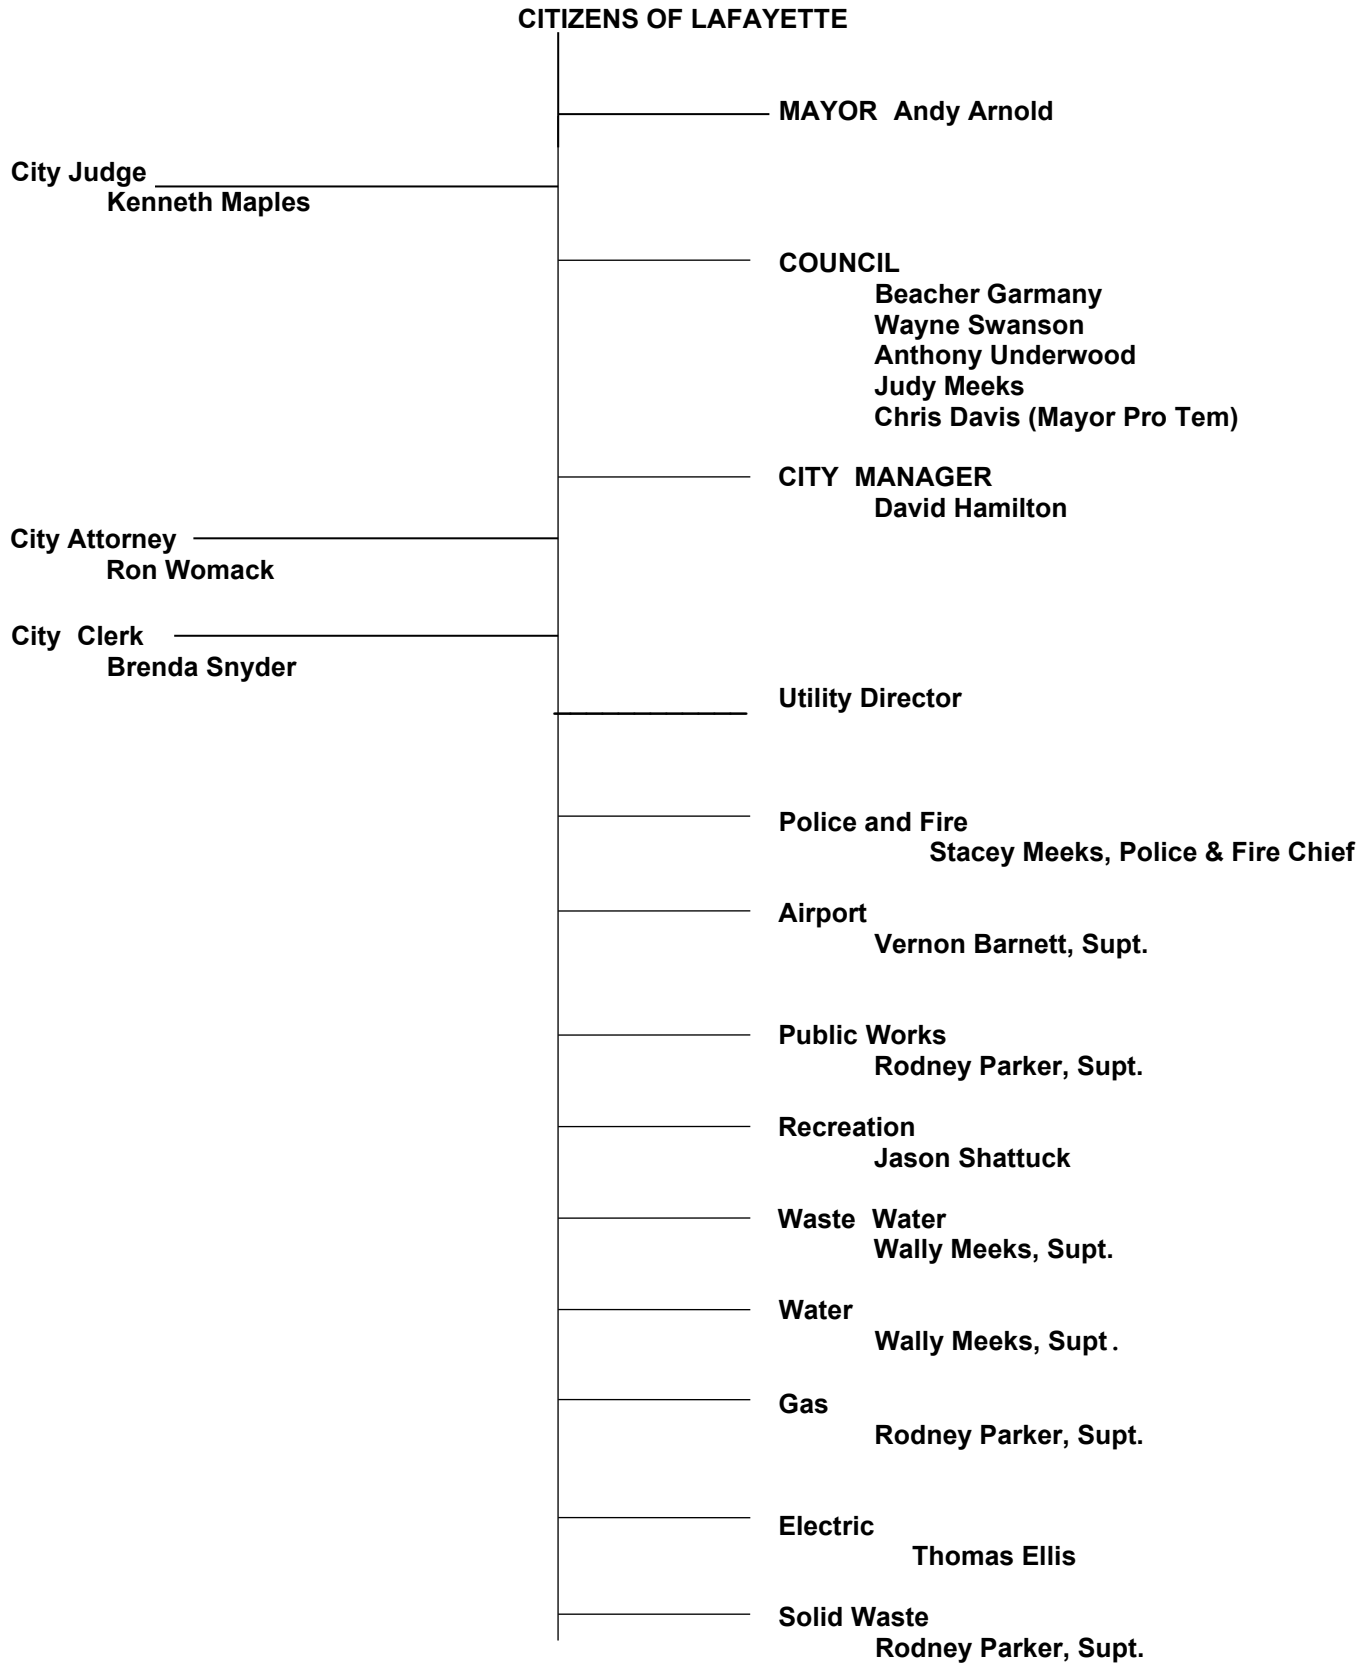 CITIZENS OF LAFAYETTE
MAYOR Andy Arnold
City Judge
Kenneth Maples
COUNCIL
Beacher Garmany
Wayne Swanson
Anthony Underwood
Judy Meeks
Chris Davis (Mayor Pro Tem)
CITY MANAGER
David Hamilton
City Attorney
Ron Womack
City Clerk
Brenda Snyder
Utility Director
Police and Fire
Stacey Meeks, Police & Fire Chief
Airport
Vernon Barnett, Supt.
Public Works
Rodney Parker, Supt.
Recreation
Jason Shattuck
Waste Water
Wally Meeks, Supt.
Water
Wally Meeks, Supt.
Gas
Rodney Parker, Supt.
Electric
Thomas Ellis
Solid Waste
Rodney Parker, Supt.